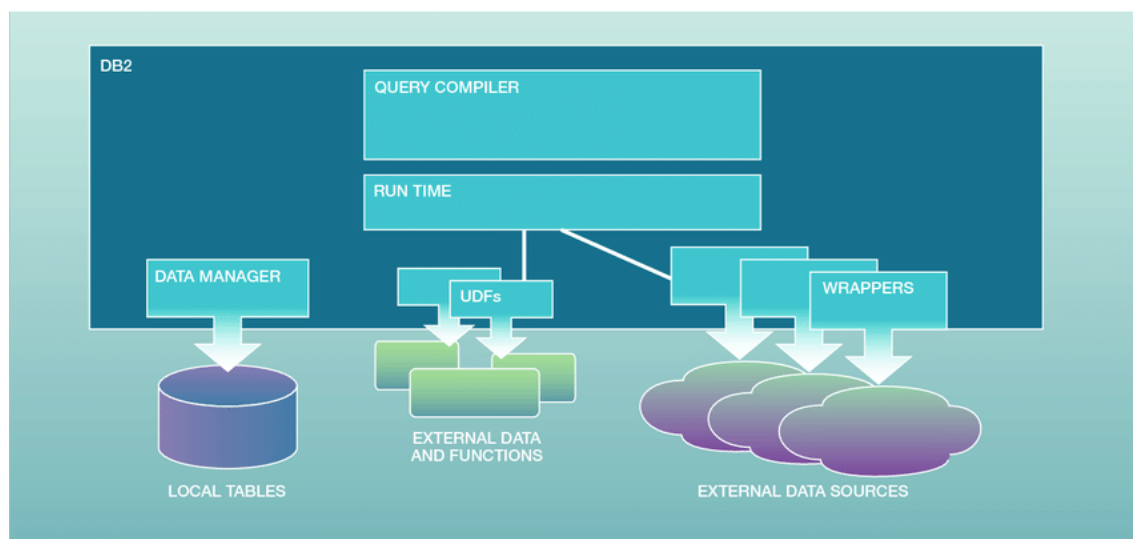 DB2
QUERY COMPILER
RUN TIME
DATA MANAGER
UDFs
WRAPPERS
LOCAL TABLES
EXTERNAL DATA
AND FUNCTIONS
EXTERNAL DATA SOURCES